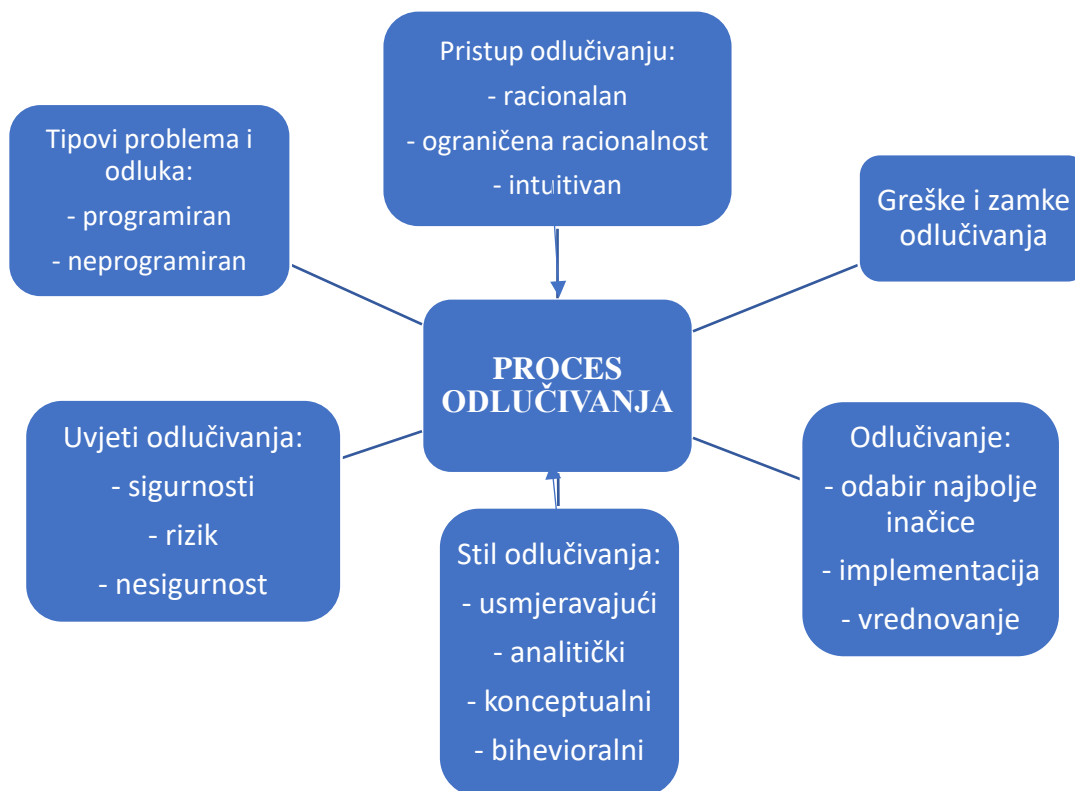 Pristup odlučivanju:
- racionalan
- ograničena racionalnost
- intuitivan
Tipovi problema i
odluka:
- programiran
- neprogramiran
Greške i zamke
odlučivanja
PROCES
ODLUČIVANJA
Uvjeti odlučivanja:
- sigurnosti
- rizik
- nesigurnost
Odlučivanje:
- odabir najbolje
inačice
- implementacija
- vrednovanje
Stil odlučivanja:
- usmjeravajući
- analitički
- konceptualni
- bihevioralni